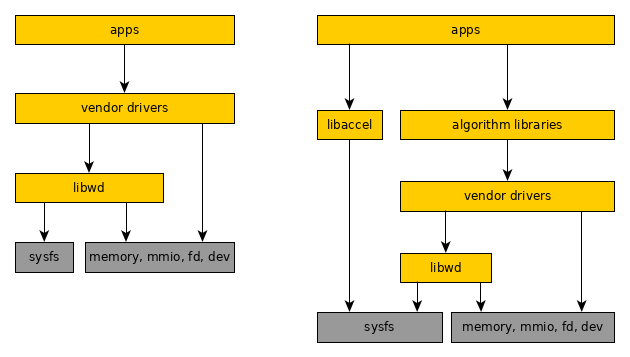 apps
vendor drivers
libwd
sysfs
memory, mmio, fd, dev
apps
libaccel
algorithm libraries
vendor drivers
libwd
sysfs
memory, mmio, fd, dev